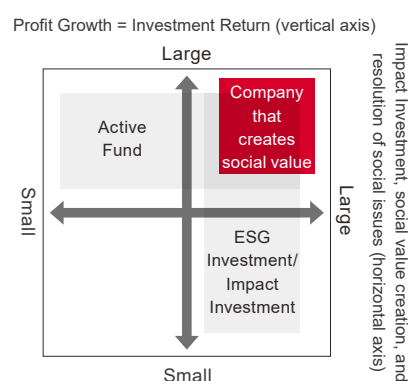 Profit Growth = Investment Return (vertical axis)
Large
Company
that
creates
social value
Active
Fund
Small
Large
ESG
Investment/
Impact
Investment
Small
Impact Investment, social value creation, and
resolution of social issues (horizontal axis)